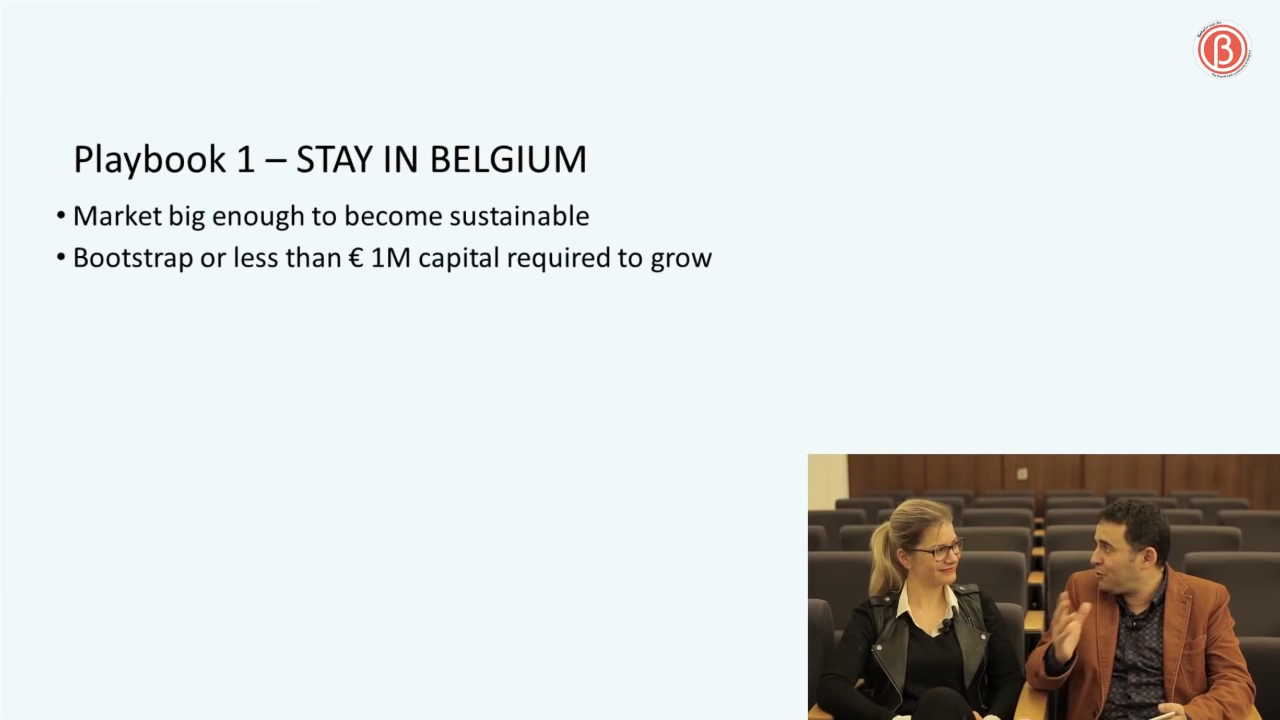 Playbook 1 – STAY IN BELGIUM
• Market big enough to become sustainable
• Bootstrap or less than € 1M capital required to grow
β